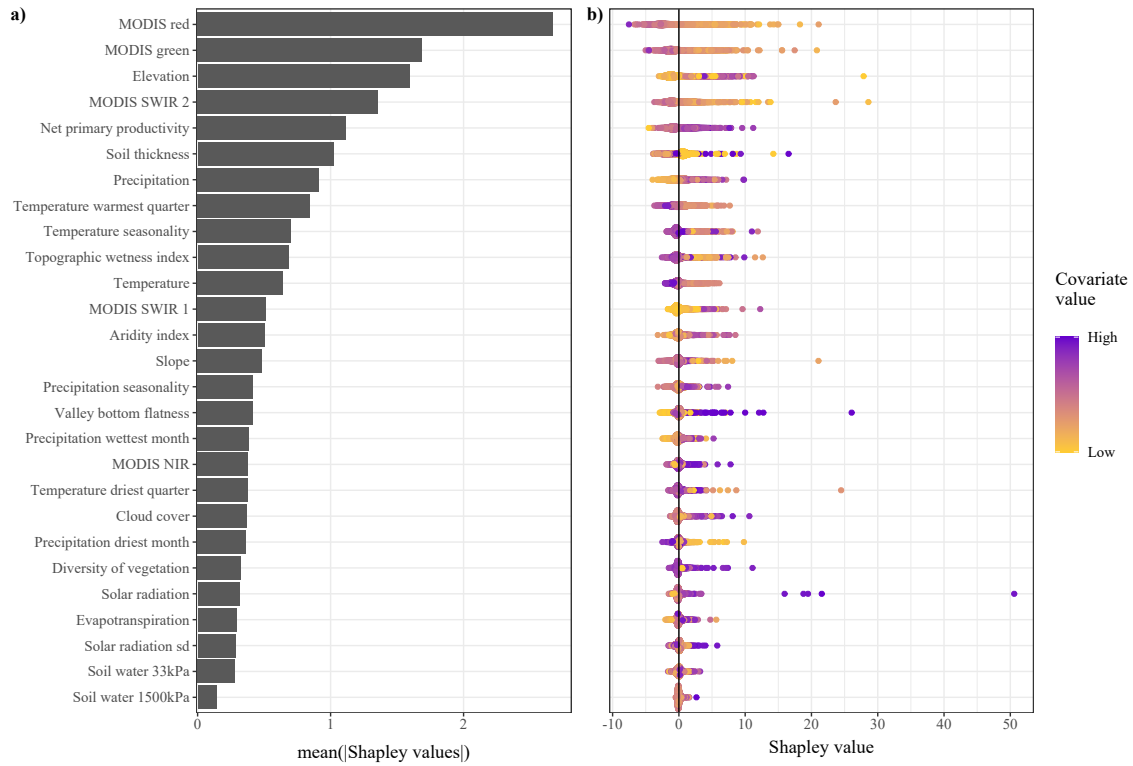 a)
MODIS red
MODIS green
Elevation
MODIS SWIR 2
Net primary productivity
Soil thickness
Precipitation
Temperature warmest quarter
Temperature seasonality
Topographic wetness index
Temperature
MODIS SWIR 1
Aridity index
Slope
Precipitation seasonality
Valley bottom flatness
Precipitation wettest month
MODIS NIR
Temperature driest quarter
Cloud cover
Precipitation driest month
Diversity of vegetation
Solar radiation
Evapotranspiration
Solar radiation sd
Soil water 33kPa
Soil water 1500kPa
0 1 2
mean(|Shapley values|)
b)
-10 0 10 20 30 40 50
Shapley value
Covariate
value
High
Low